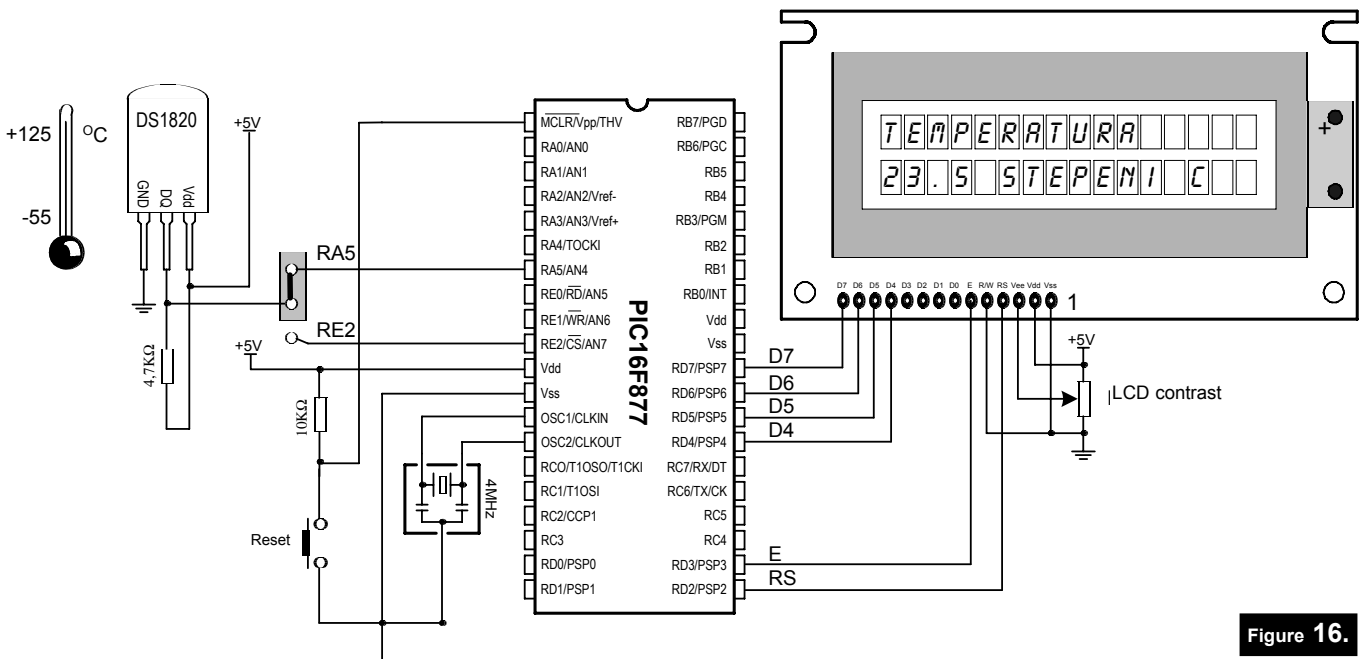 DS1820
GND
DQ
Vdd
+125
°C
-55
+5V
4,7KΩ
RA5
RE2
+5V
10KΩ
Reset
4MHz
MCLR/Vpp/THV
RA0/AN0
RA1/AN1
RA2/AN2/Vref-
RA3/AN3/Vref+
RA4/TOCKI
RA5/AN4
RE0/RD/AN5
RE1/WR/AN6
RE2/CS/AN7
Vdd
Vss
OSC1/CLKIN
OSC2/CLKOUT
RCO/T1OSO/T1CKI
RC1/T1OSI
RC2/CCP1
RC3
RD0/PSP0
RD1/PSP1
PIC16F877
RB7/PGD
RB6/PGC
RB5
RB4
RB3/PGM
RB2
RB1
RB0/INT
Vdd
Vss
RD7/PSP7
RD6/PSP6
RD5/PSP5
RD4/PSP4
RC7/RX/DT
RC6/TX/CK
RC5
RC4
RD3/PSP3
RD2/PSP2
D7
D6
D5
D4
E
RS
TEMPERATURA
23.5 STEPENI C
+
D7 D6 D5 D4 D3 D2 D1 D0 E R/W RS Vee Vdd Vss
1
+5V
LCD contrast
Figure 16.